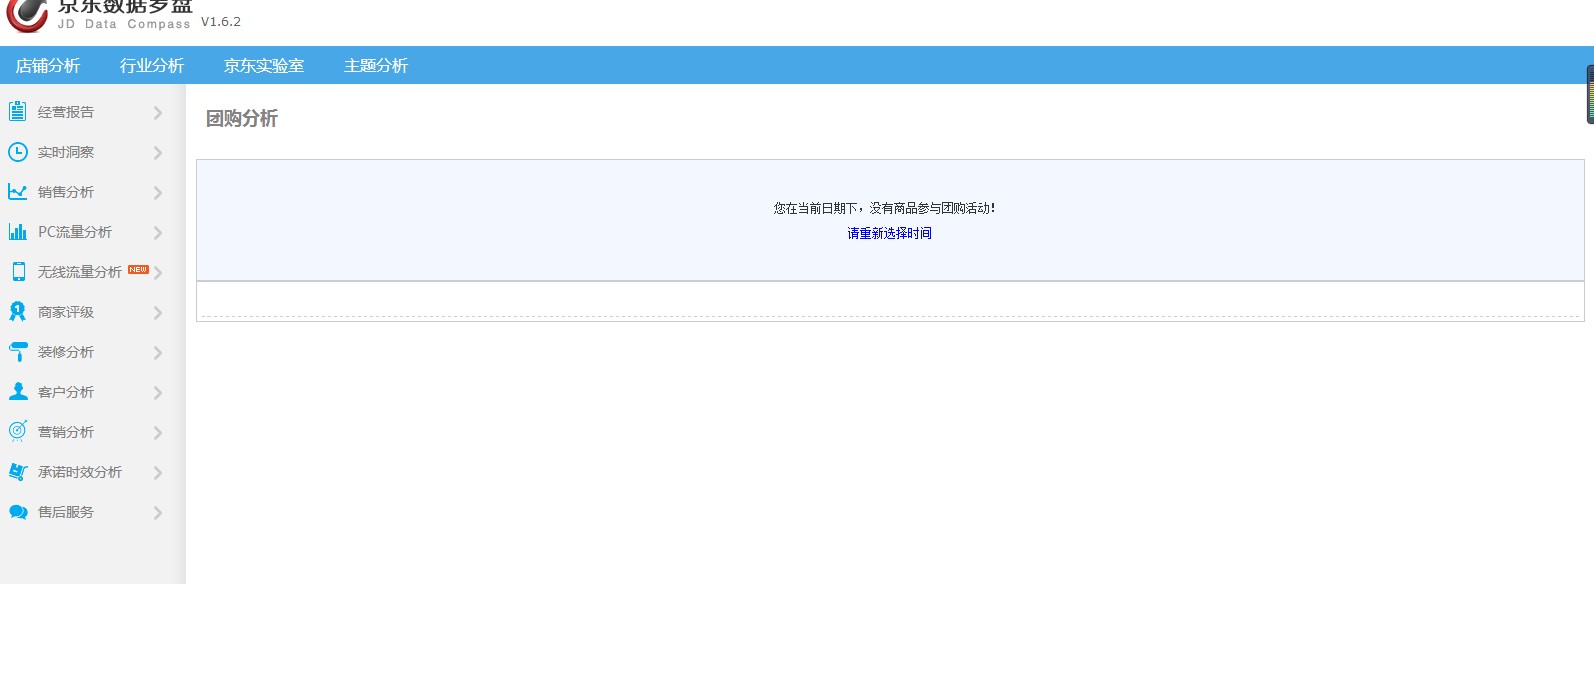 京东数据罗盘
JD Data Compass V1.6.2
店铺分析 行业分析 京东实验室 主题分析
经营报告
实时洞察
销售分析
PC流量分析
无线流量分析 NEW
商家评级
装修分析
客户分析
营销分析
承诺时效分析
售后服务
团购分析
您在当前日期下，没有商品参与团购活动！
请重新选择时间